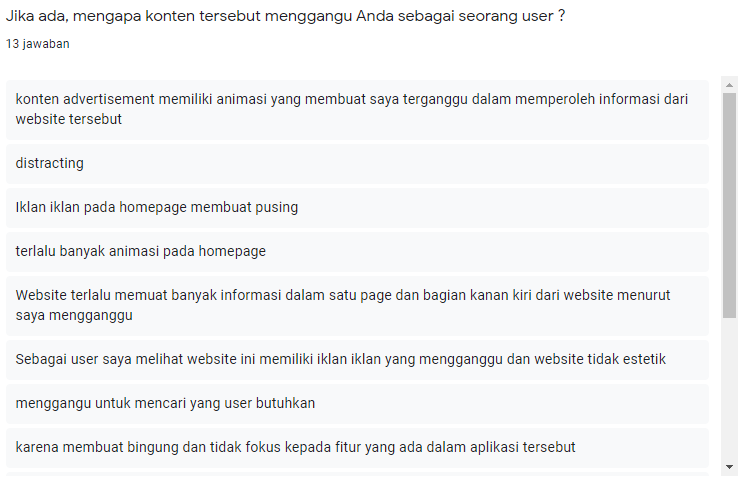 Jika ada, mengapa konten tersebut menggangu Anda sebagai seorang user ?
13 jawaban
konten advertisement memiliki animasi yang membuat saya terganggu dalam memperoleh informasi dari
website tersebut
distracting
Iklan iklan pada homepage membuat pusing
terlalu banyak animasi pada homepage
Website terlalu memuat banyak informasi dalam satu page dan bagian kanan kiri dari website menurut
saya mengganggu
Sebagai user saya melihat website ini memiliki iklan iklan yang mengganggu dan website tidak estetik
menggangu untuk mencari yang user butuhkan
karena membuat bingung dan tidak fokus kepada fitur yang ada dalam aplikasi tersebut